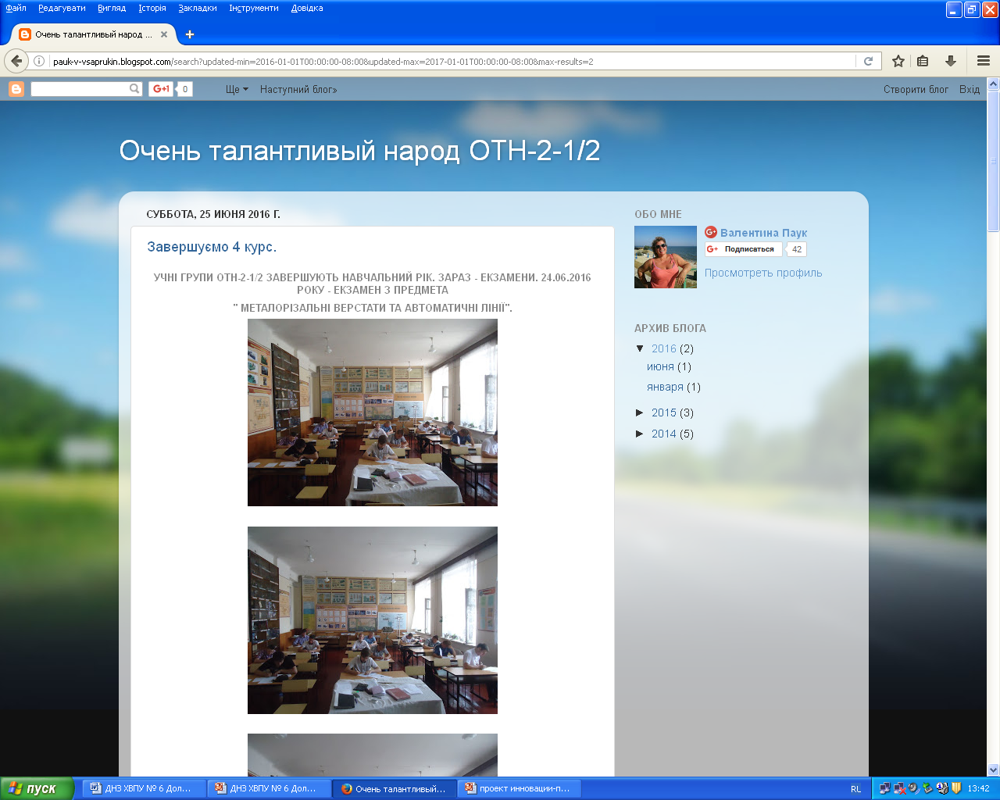 Файл Редагувати Вигляд Історія Закладки Інструменти Довідка
Очень талантливый народ ...
pauk-v-vsaprukin.blogspot.com/search?updated-min=2016-01-01T00:00:00-08:00&updated-max=2017-01-01T00:00:00-08:00&max-results=2
G+1 0 Ще Наступний блог» Створити блог Вхід
Очень талантливый народ ОТН-2-1/2
СУББОТА, 25 ИЮНЯ 2016 Г.
Завершуємо 4 курс.
УЧНІ ГРУПИ ОТН-2-1/2 ЗАВЕРШУЮТЬ НАВЧАЛЬНИЙ РІК. ЗАРАЗ - ЕКЗАМЕНИ. 24.06.2016
РОКУ - ЕКЗАМЕН З ПРЕДМЕТА
" МЕТАЛОРІЗАЛЬНІ ВЕРСТАТИ ТА АВТОМАТИЧНІ ЛІНІЇ".
ОБО МНЕ
G+ Валентина Паук
G+ Подписаться 42
Просмотреть профиль
АРХИВ БЛОГА
▼ 2016 (2)
июня (1)
января (1)
► 2015 (3)
► 2014 (5)
пуск ДНЗ ХВПУ № 6 Дол... ДНЗ ХВПУ № 6 Дол... Очень талантливый... проект инновации-п... RL 13:42